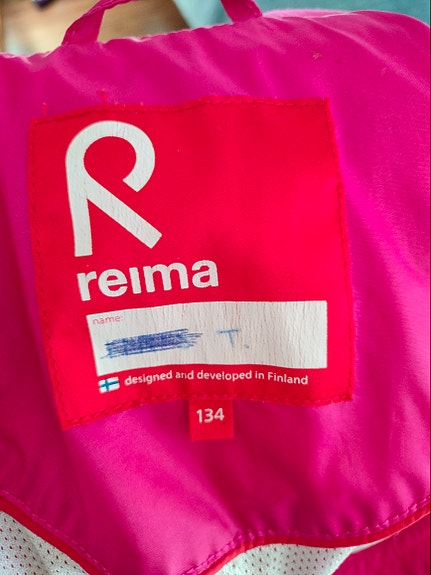 reima
name:
T.
designed and developed in Finland
134